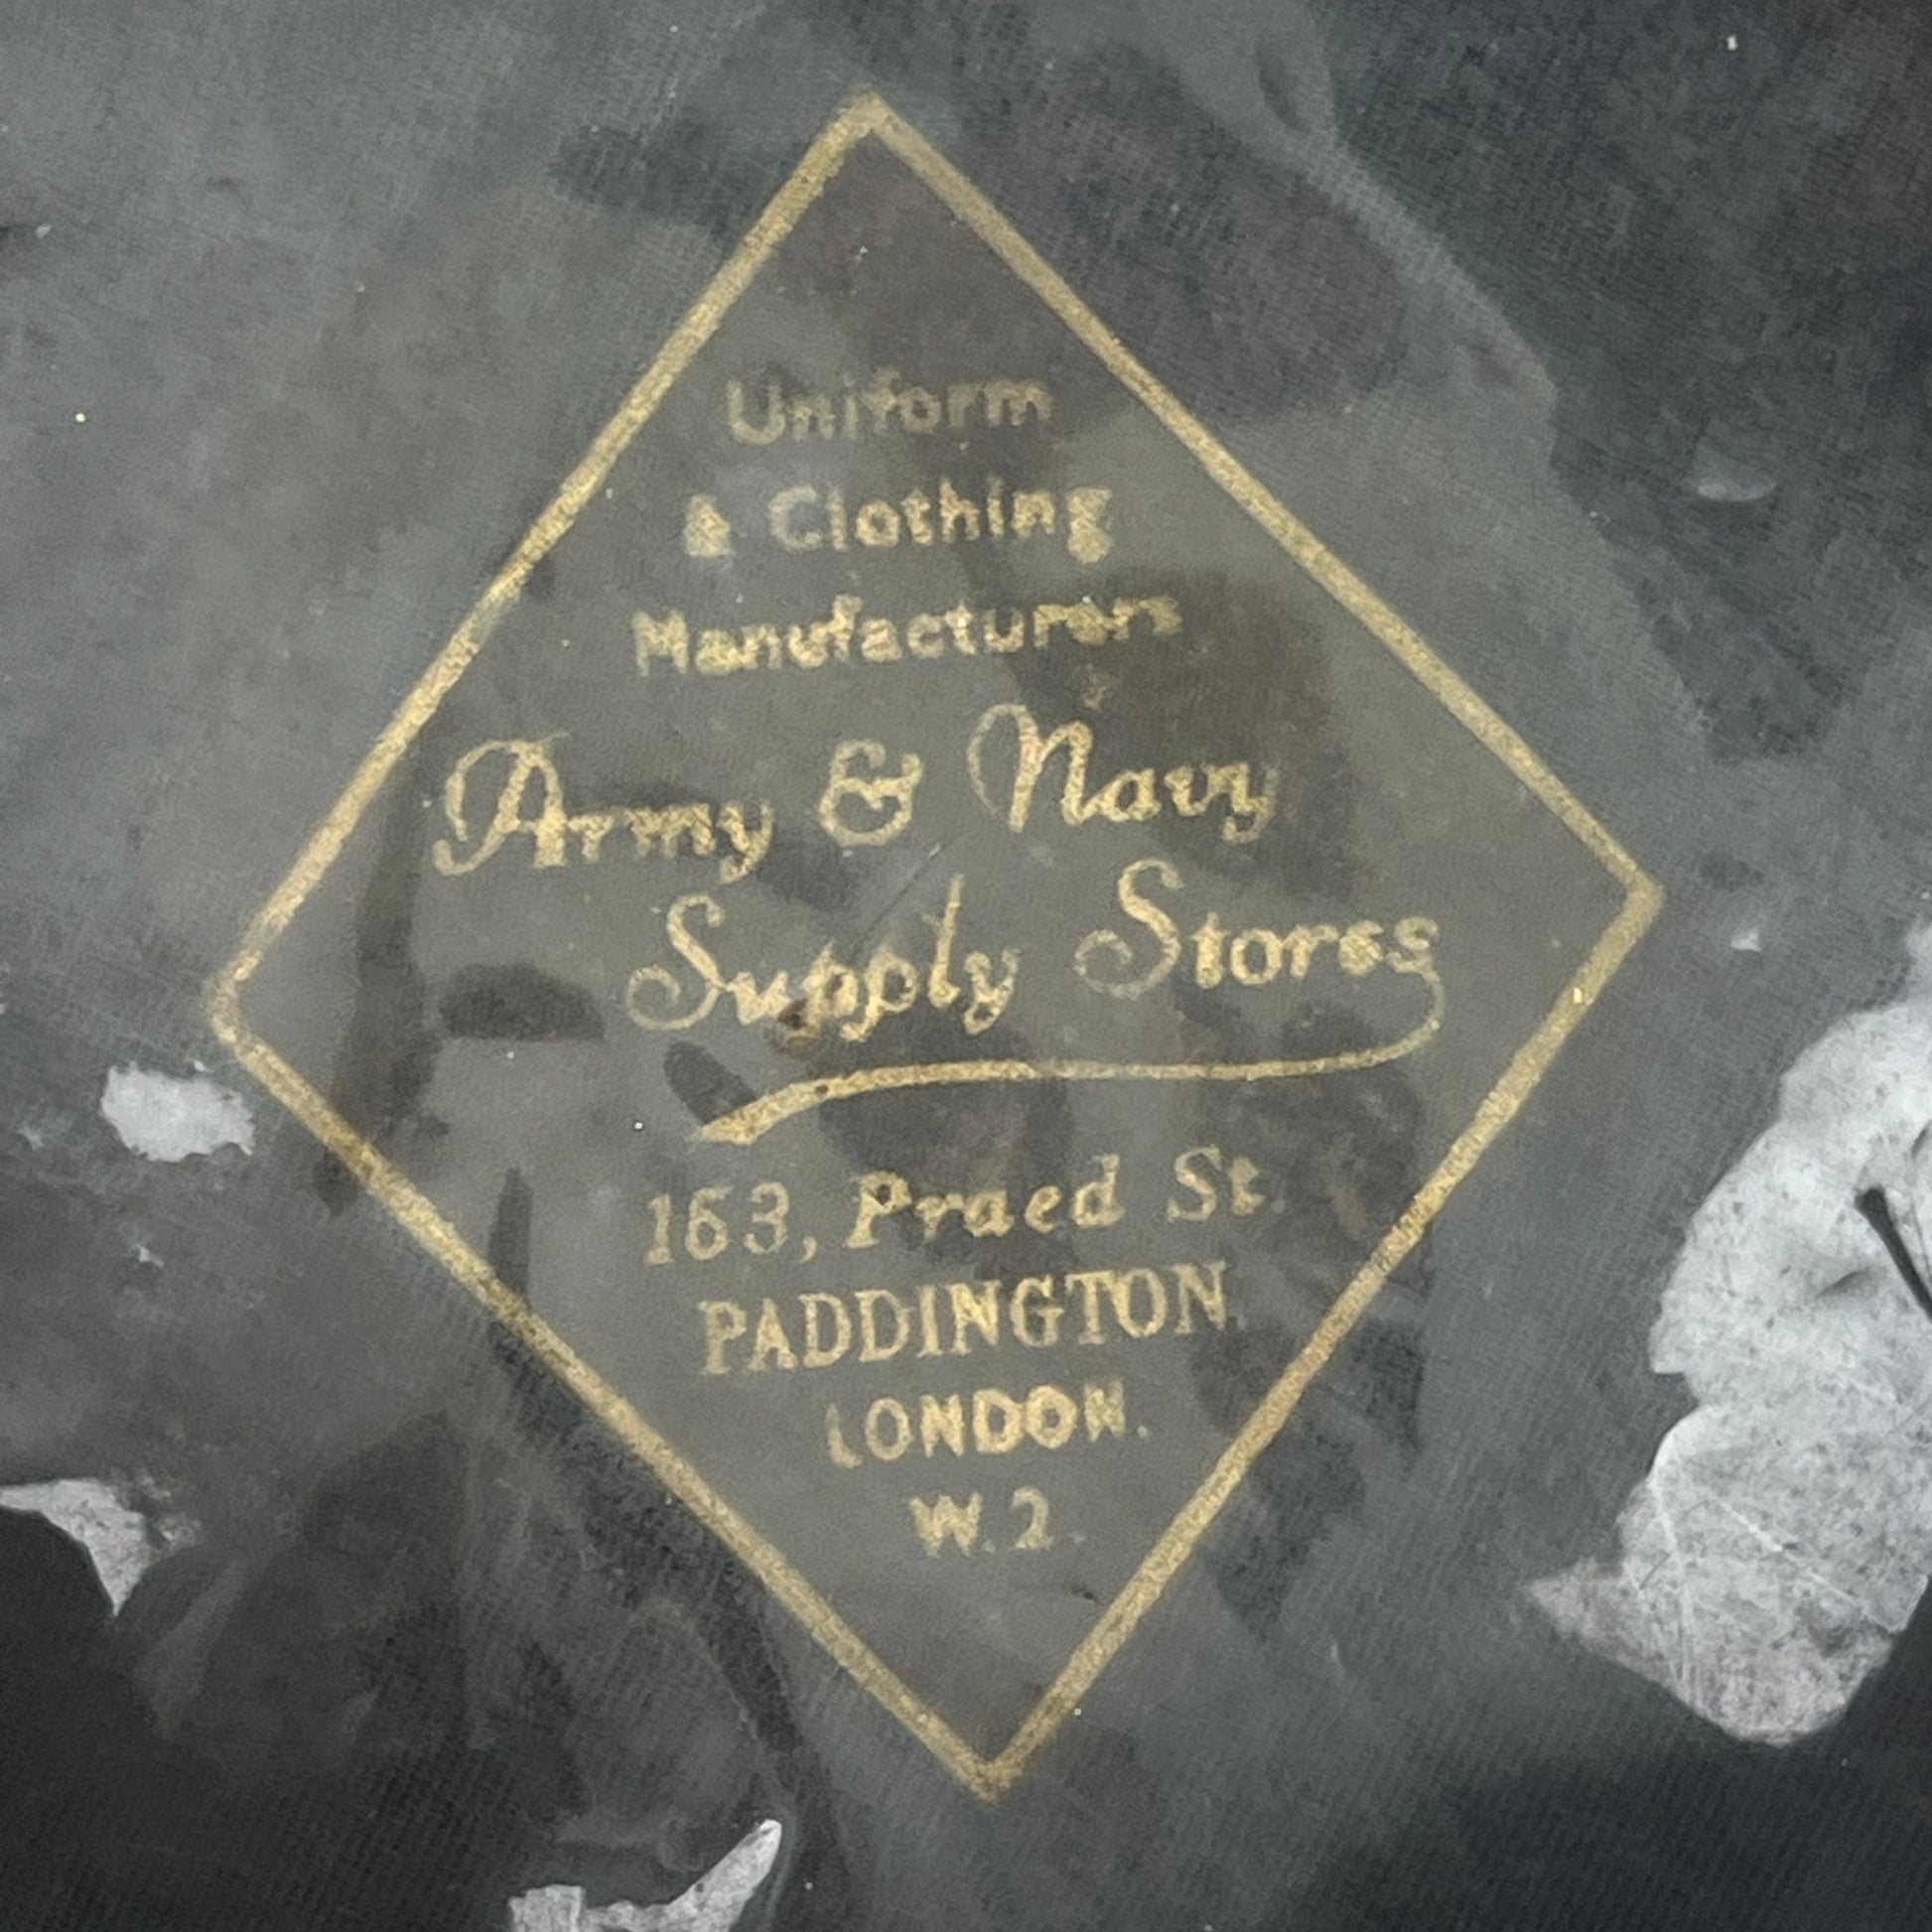 Uniform
& Clothing
Manufacturers
Army & Navy
Supply Stores
163, Praed St.
PADDINGTON.
LONDON.
W.2.